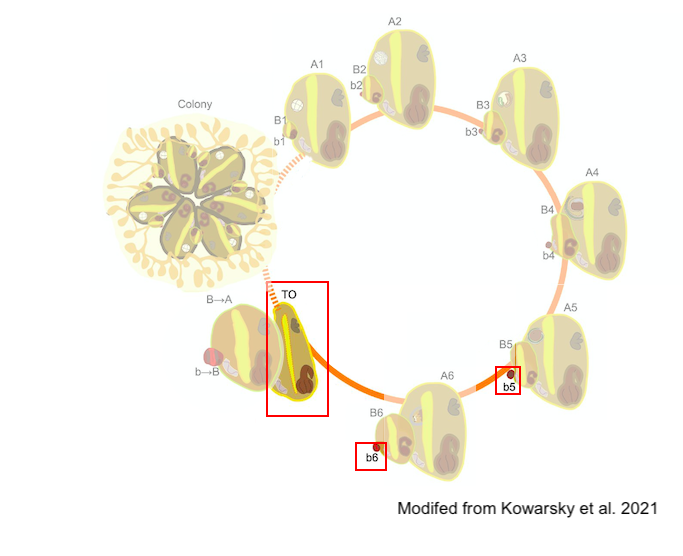 A2
A1
A3
B2
b2
Colony
B1
b1
B3
b3
A4
B4
b4
B→A
TO
A5
B5
b→B
b5
A6
B6
b6
Modifed from Kowarsky et al. 2021